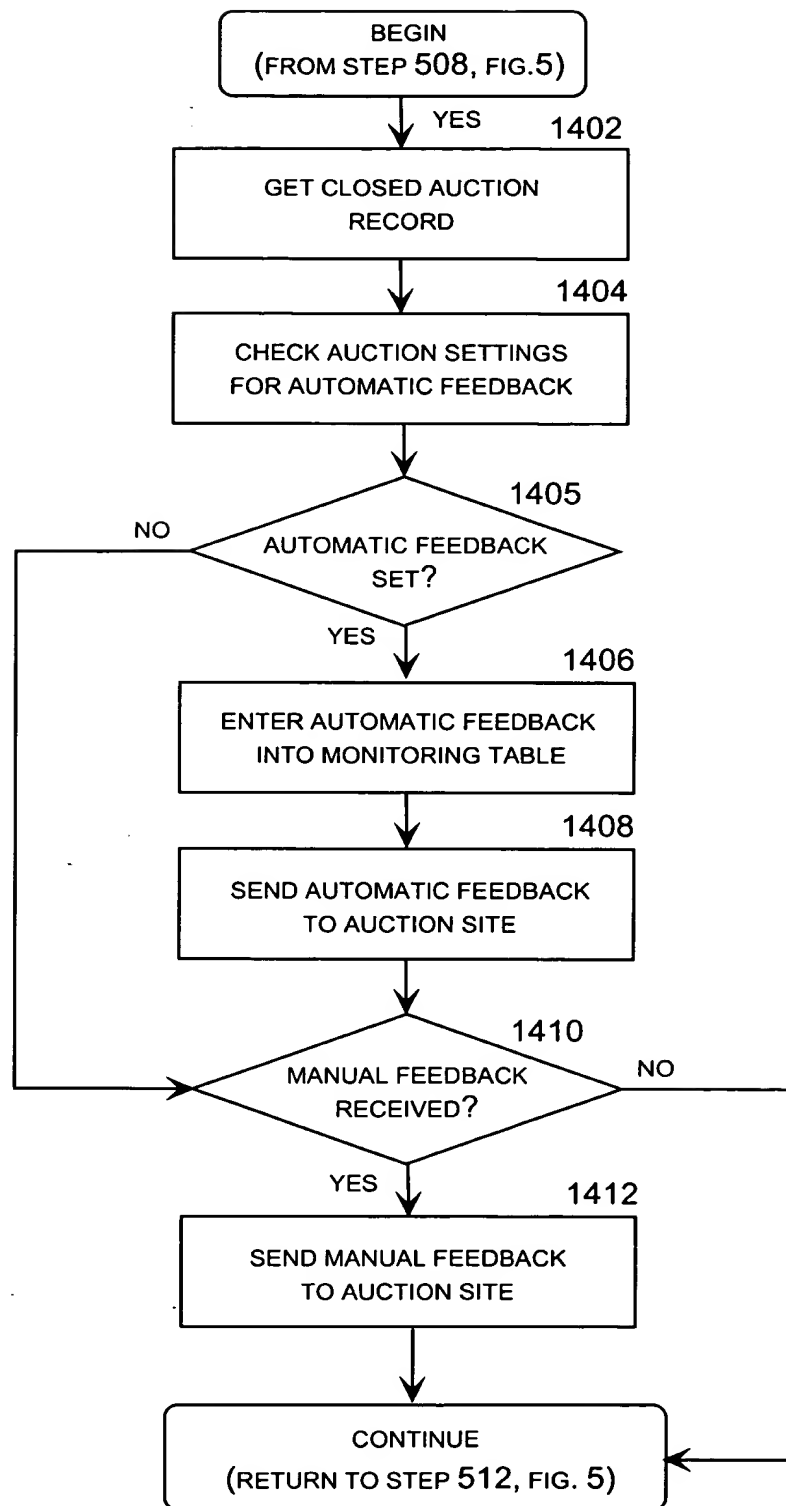 BEGIN
(FROM STEP 508, FIG.5)
YES
1402
GET CLOSED AUCTION
RECORD
1404
CHECK AUCTION SETTINGS
FOR AUTOMATIC FEEDBACK
1405
NO
AUTOMATIC FEEDBACK
SET?
YES
1406
ENTER AUTOMATIC FEEDBACK
INTO MONITORING TABLE
1408
SEND AUTOMATIC FEEDBACK
TO AUCTION SITE
1410
MANUAL FEEDBACK
RECEIVED?
NO
YES
1412
SEND MANUAL FEEDBACK
TO AUCTION SITE
CONTINUE
(RETURN TO STEP 512, FIG. 5)